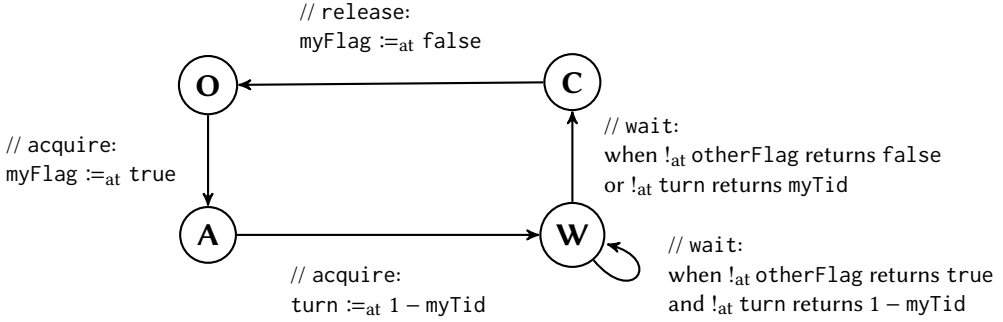 // release:
myFlag :=at false
O
C
// acquire:
myFlag :=at true
// wait:
when !at otherFlag returns false
or !at turn returns myTid
A
W
// acquire:
turn :=at 1 − myTid
// wait:
when !at otherFlag returns true
and !at turn returns 1 − myTid